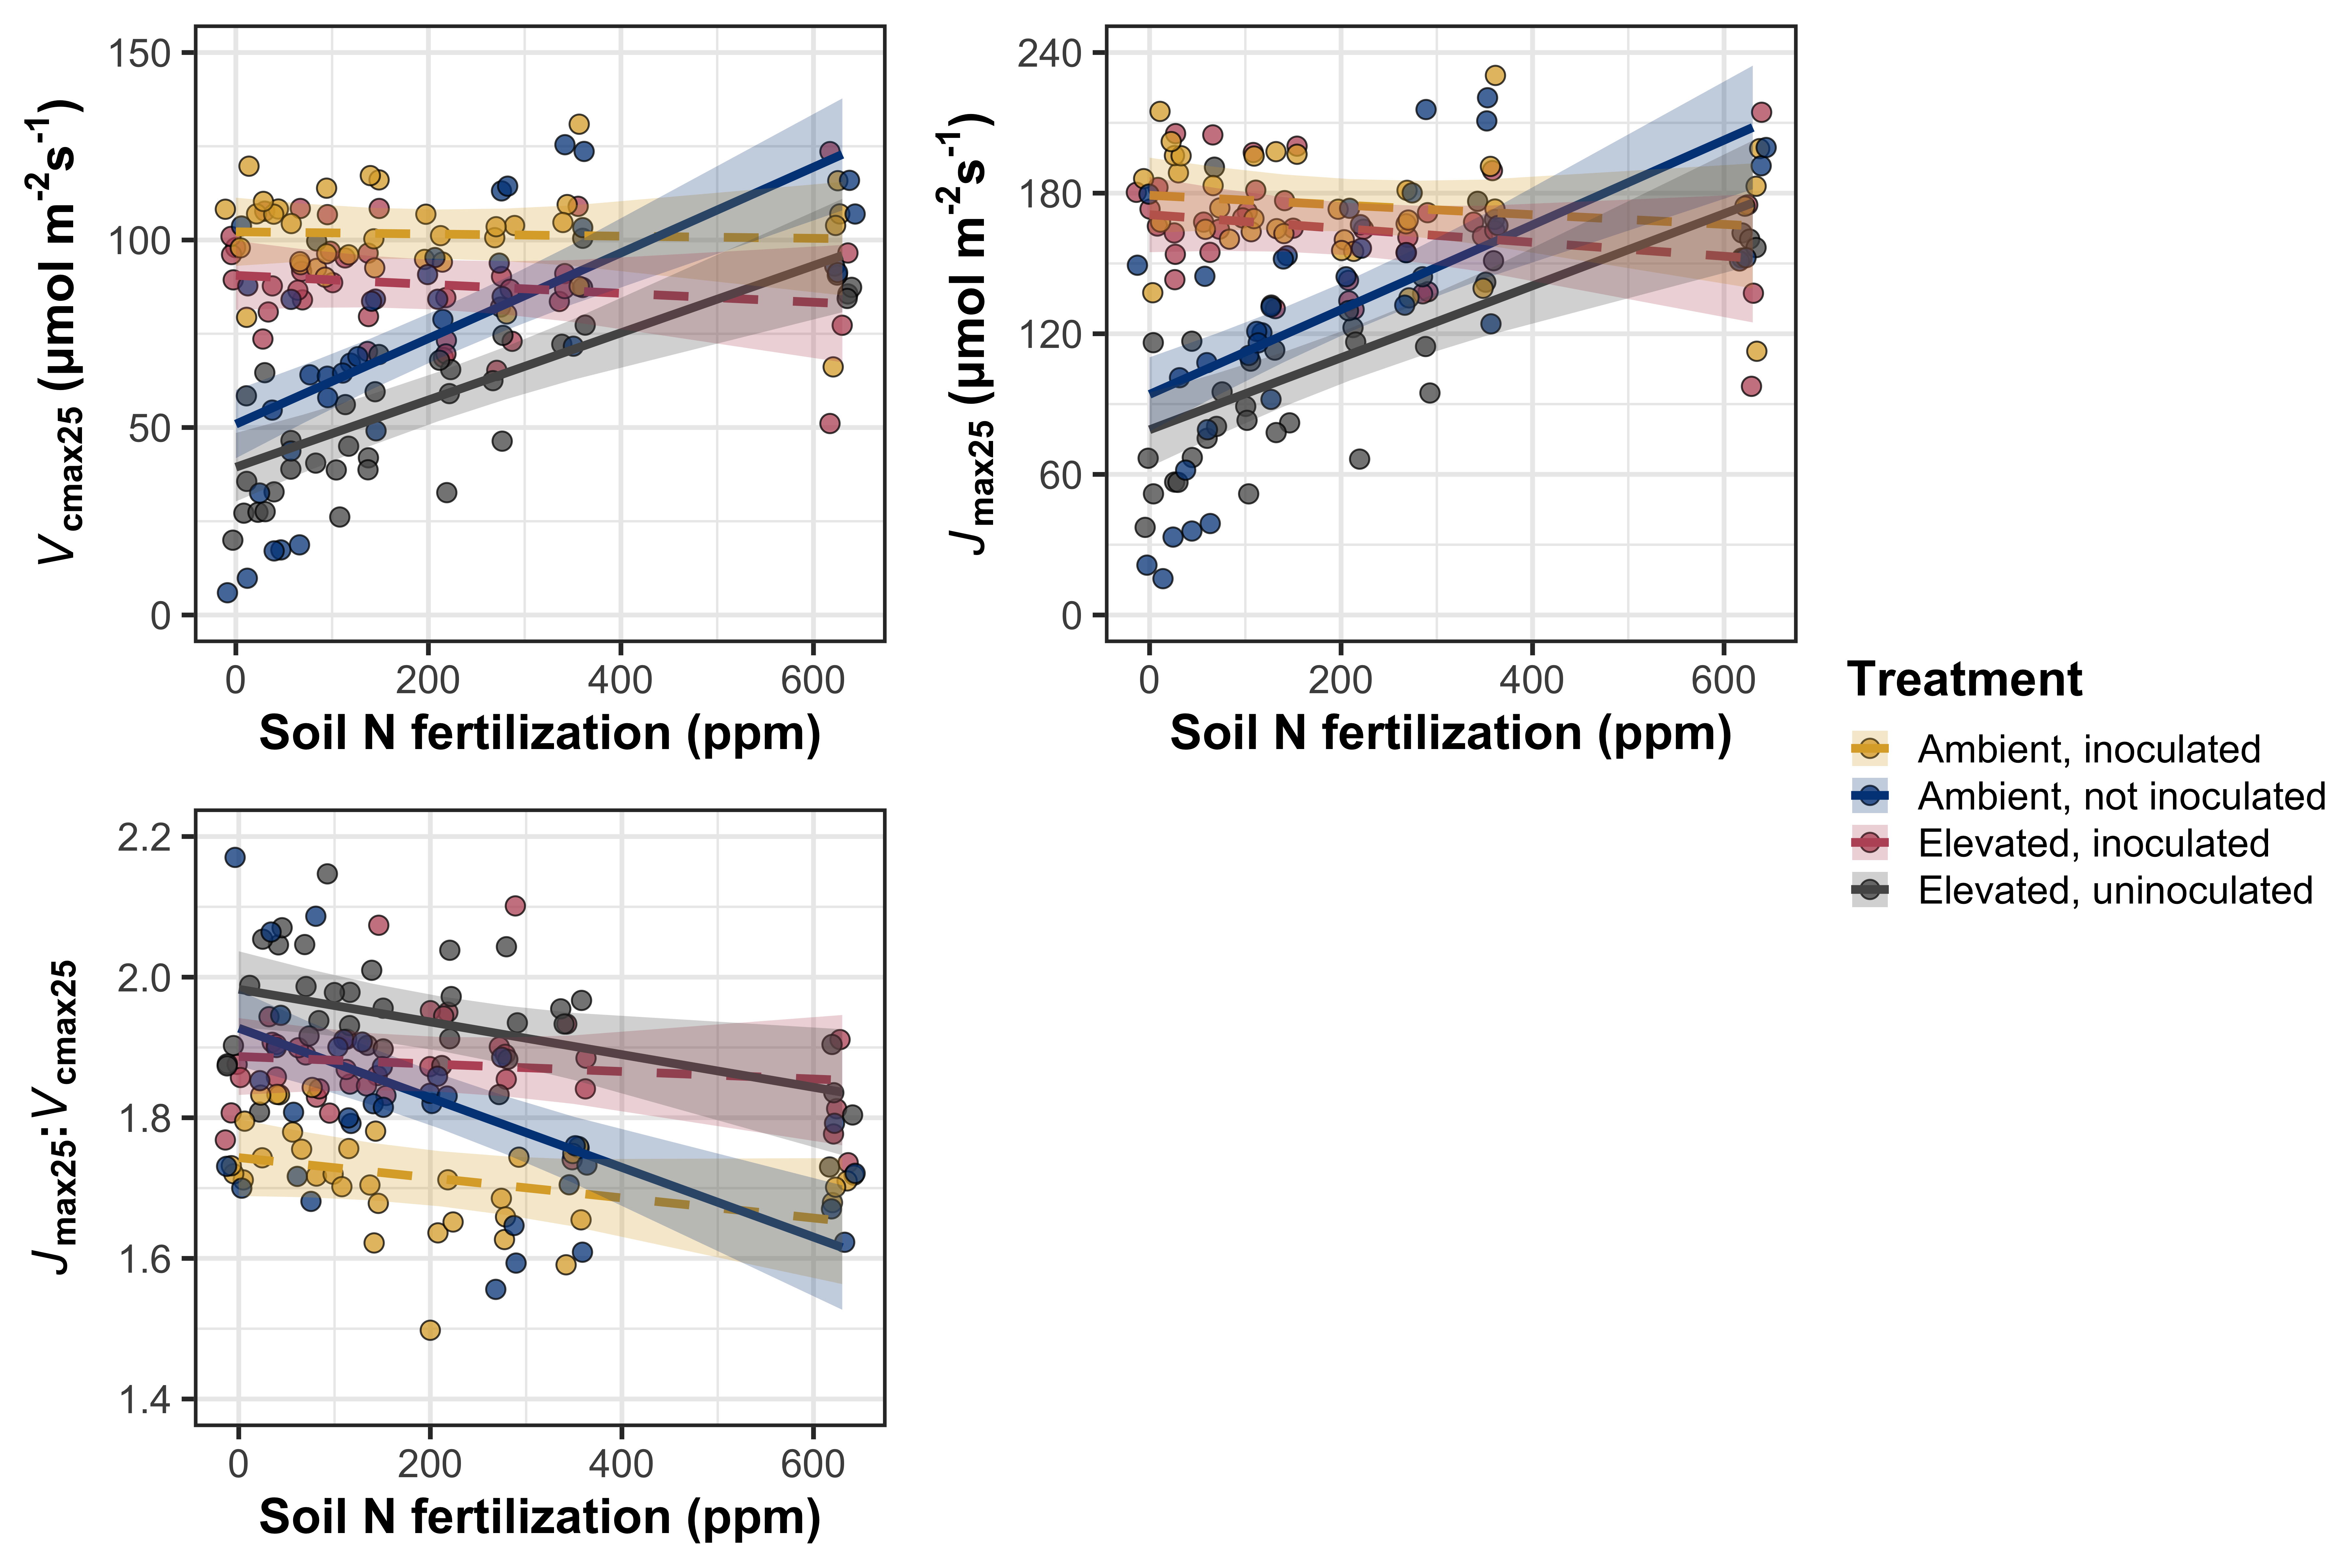 150
100
50
0
Vcmax25 (µmol m-2s-1)
0 200 400 600
Soil N fertilization (ppm)
240
180
120
60
0
Jmax25 (µmol m-2s-1)
0 200 400 600
Soil N fertilization (ppm)
Treatment
Ambient, inoculated
Ambient, not inoculated
Elevated, inoculated
Elevated, uninoculated
2.2
2.0
1.8
1.6
1.4
Jmax25:Vcmax25
0 200 400 600
Soil N fertilization (ppm)